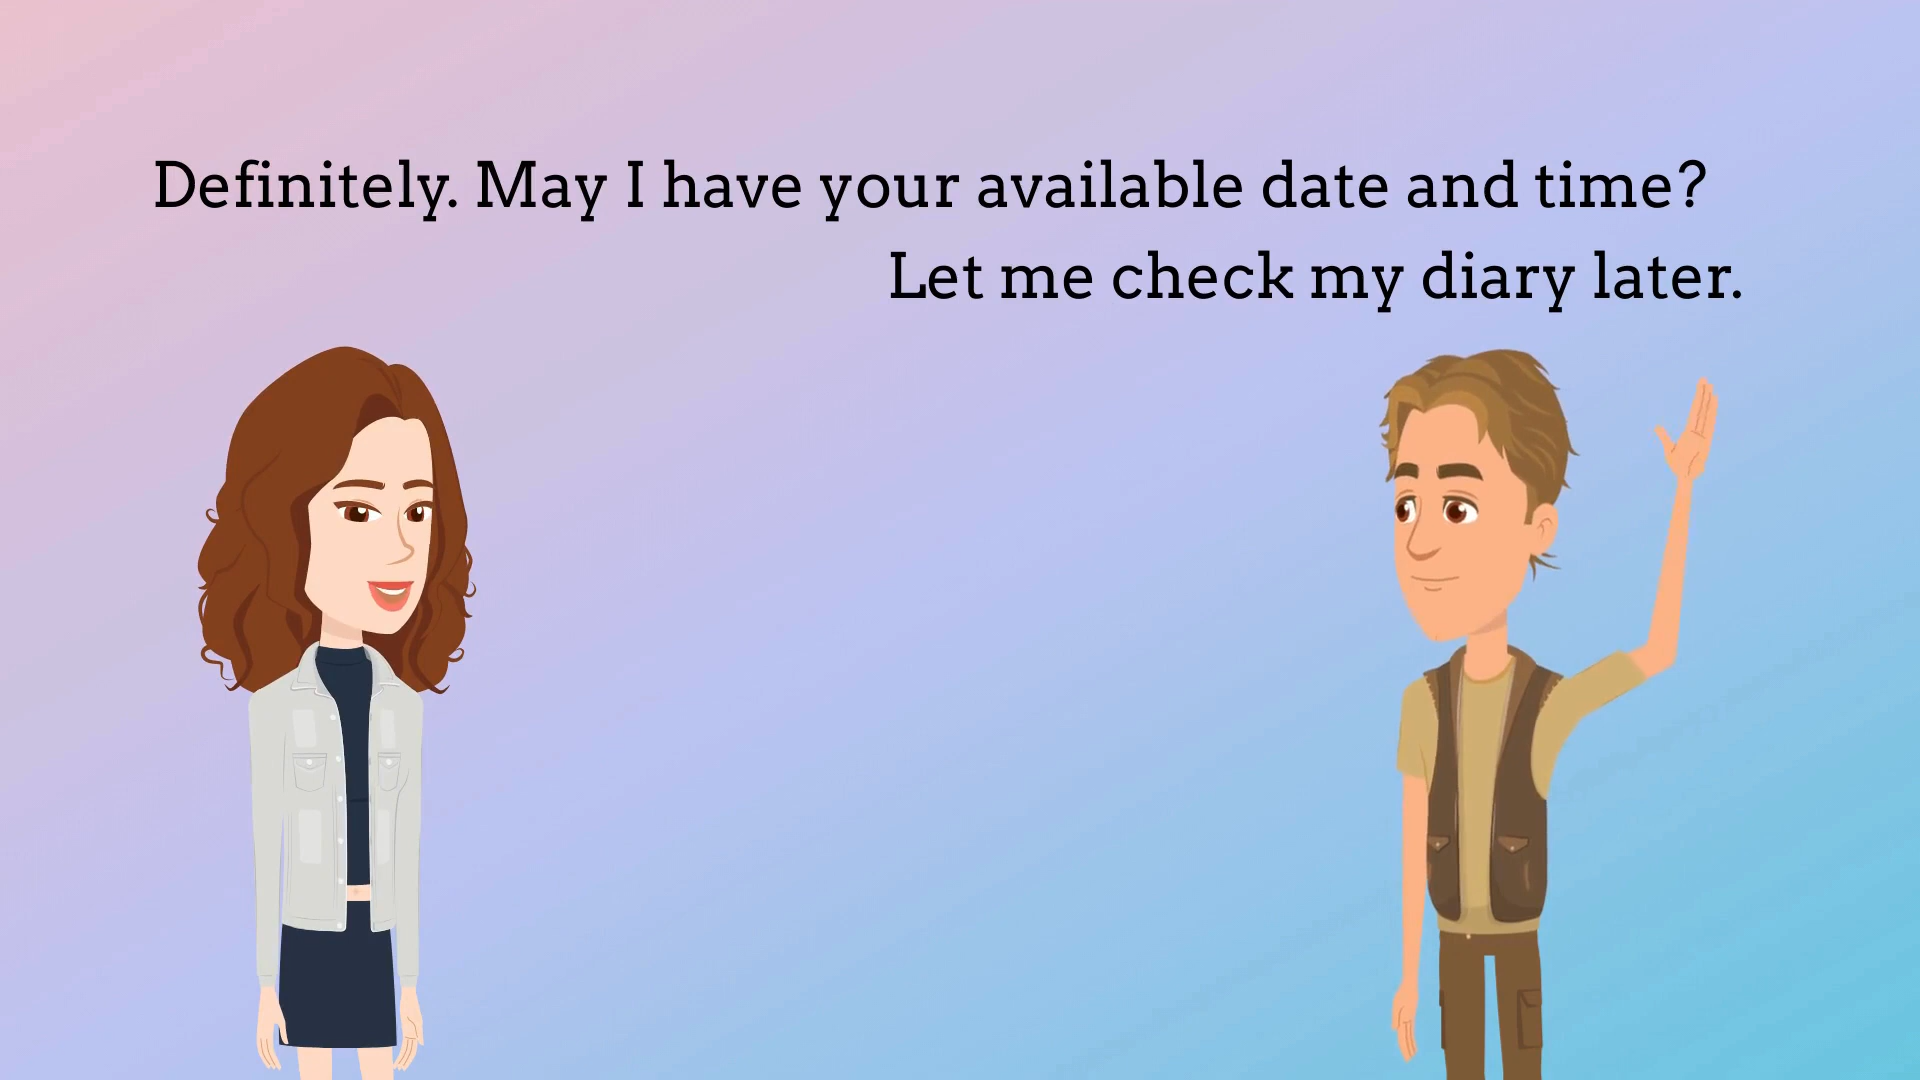 Definitely. May I have your available date and time?
Let me check my diary later.